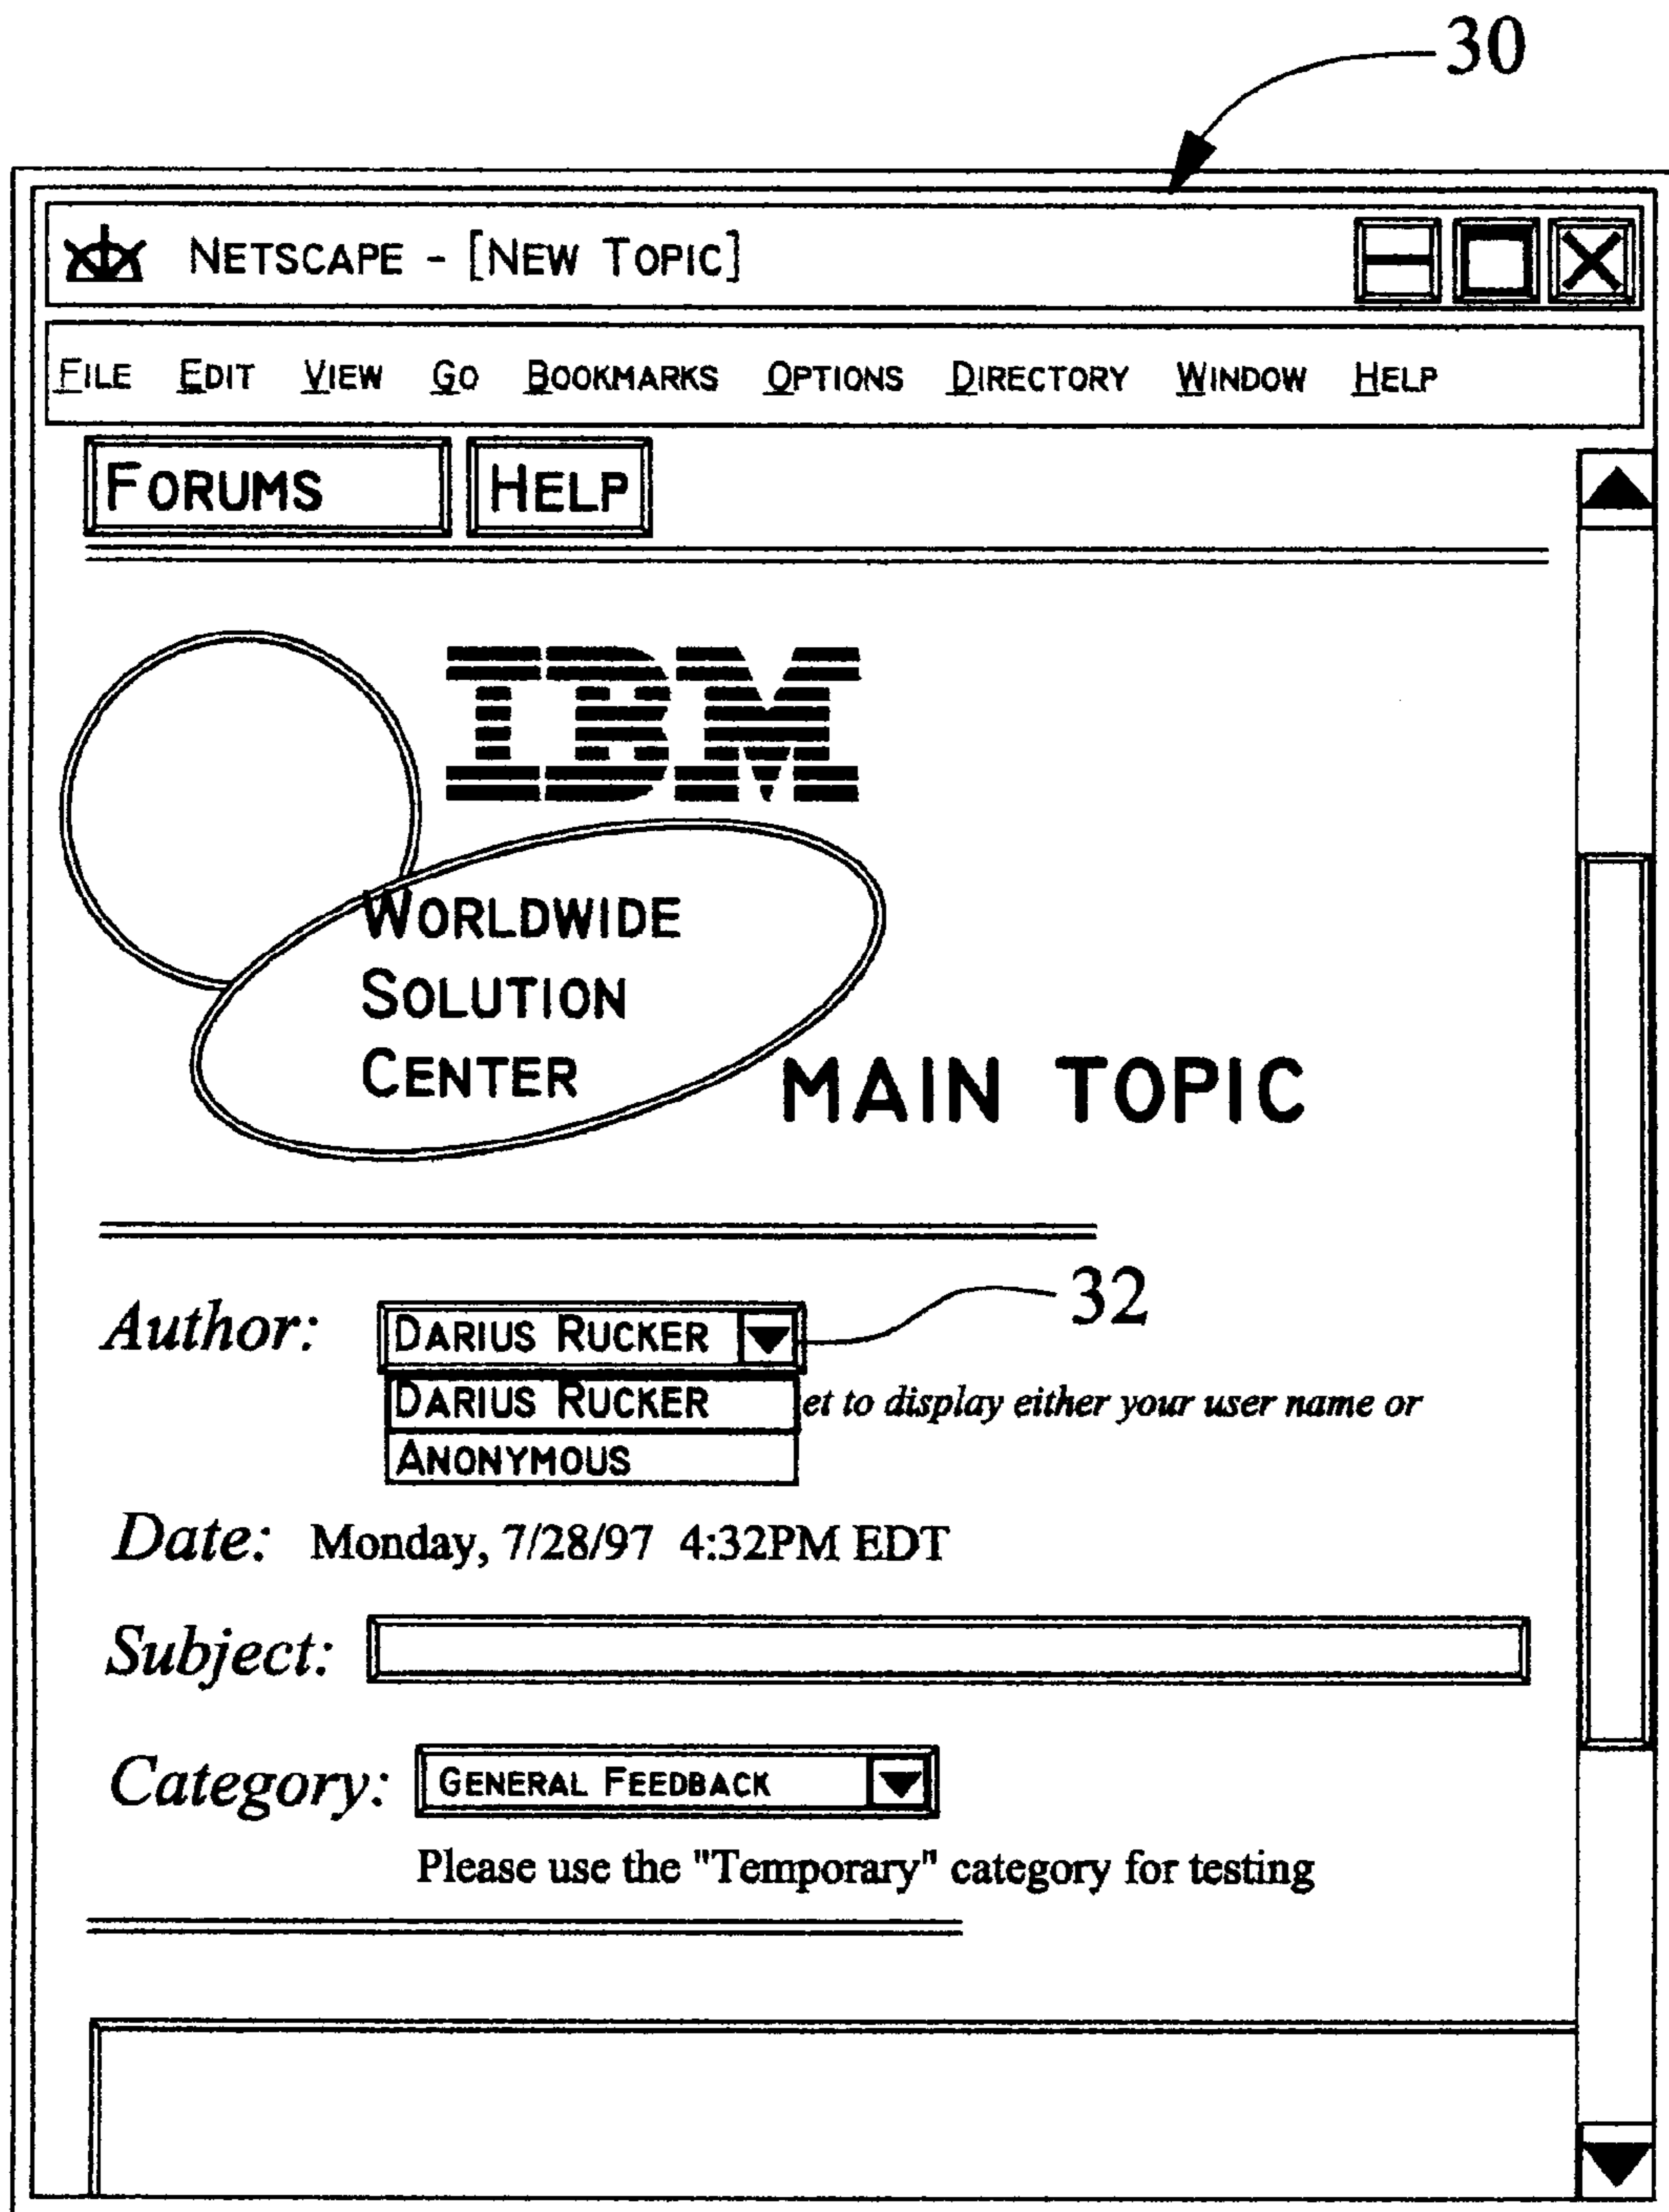 30
NETSCAPE - [NEW TOPIC]
FILE EDIT VIEW GO BOOKMARKS OPTIONS DIRECTORY WINDOW HELP
FORUMS HELP
IBM
WORLDWIDE
SOLUTION
CENTER
MAIN TOPIC
32
Author: DARIUS RUCKER
DARIUS RUCKER et to display either your user name or
ANONYMOUS
Date: Monday, 7/28/97 4:32PM EDT
Subject:
Category: GENERAL FEEDBACK
Please use the "Temporary" category for testing